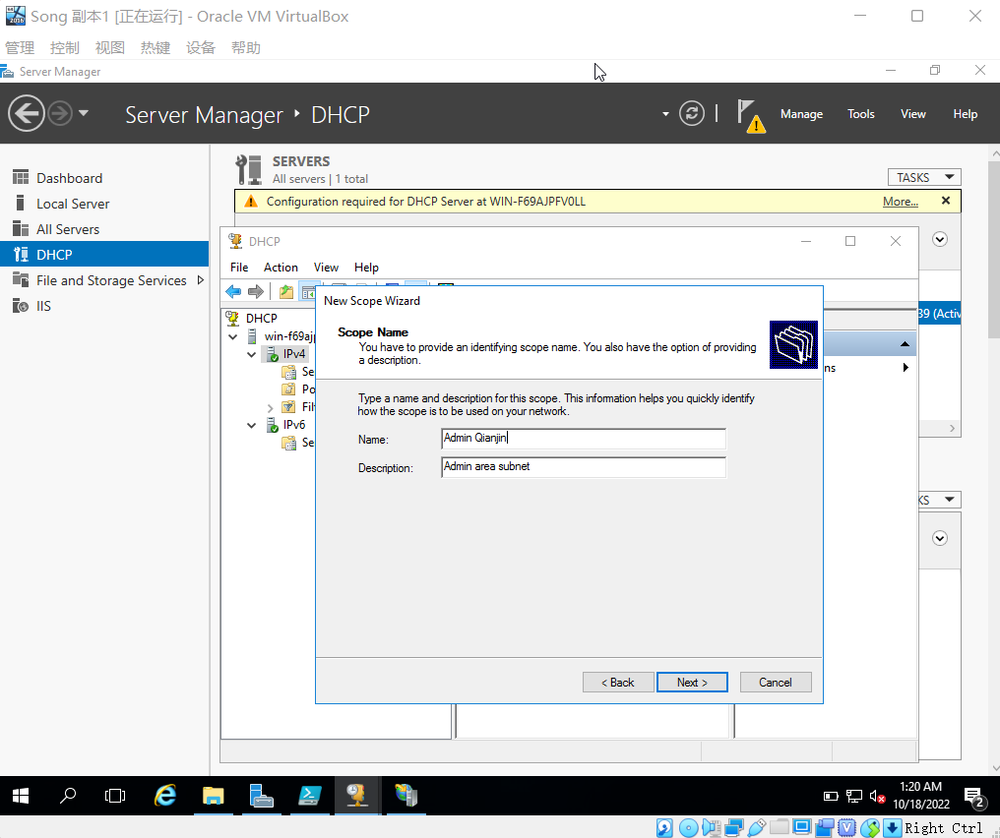 Song 副本1 [正在运行] - Oracle VM VirtualBox
管理 控制 视图 热键 设备 帮助
Server Manager
Server Manager DHCP
Manage Tools View Help
Dashboard
Local Server
All Servers
DHCP
File and Storage Services
IIS
SERVERS
All servers | 1 total
TASKS
Configuration required for DHCP Server at WIN-F69AJPFV0LL
More...
DHCP
File Action View Help
DHCP
win-f69aj
IPv4
Se
Po
Fil
IPv6
Se
39 (Activ
ns
KS
New Scope Wizard
Scope Name
You have to provide an identifying scope name. You also have the option of providing
a description.
Type a name and description for this scope. This information helps you quickly identify
how the scope is to be used on your network.
Name: Admin Qianjin
Description: Admin area subnet
< Back Next > Cancel
1:20 AM
10/18/2022
2
Right Ctrl